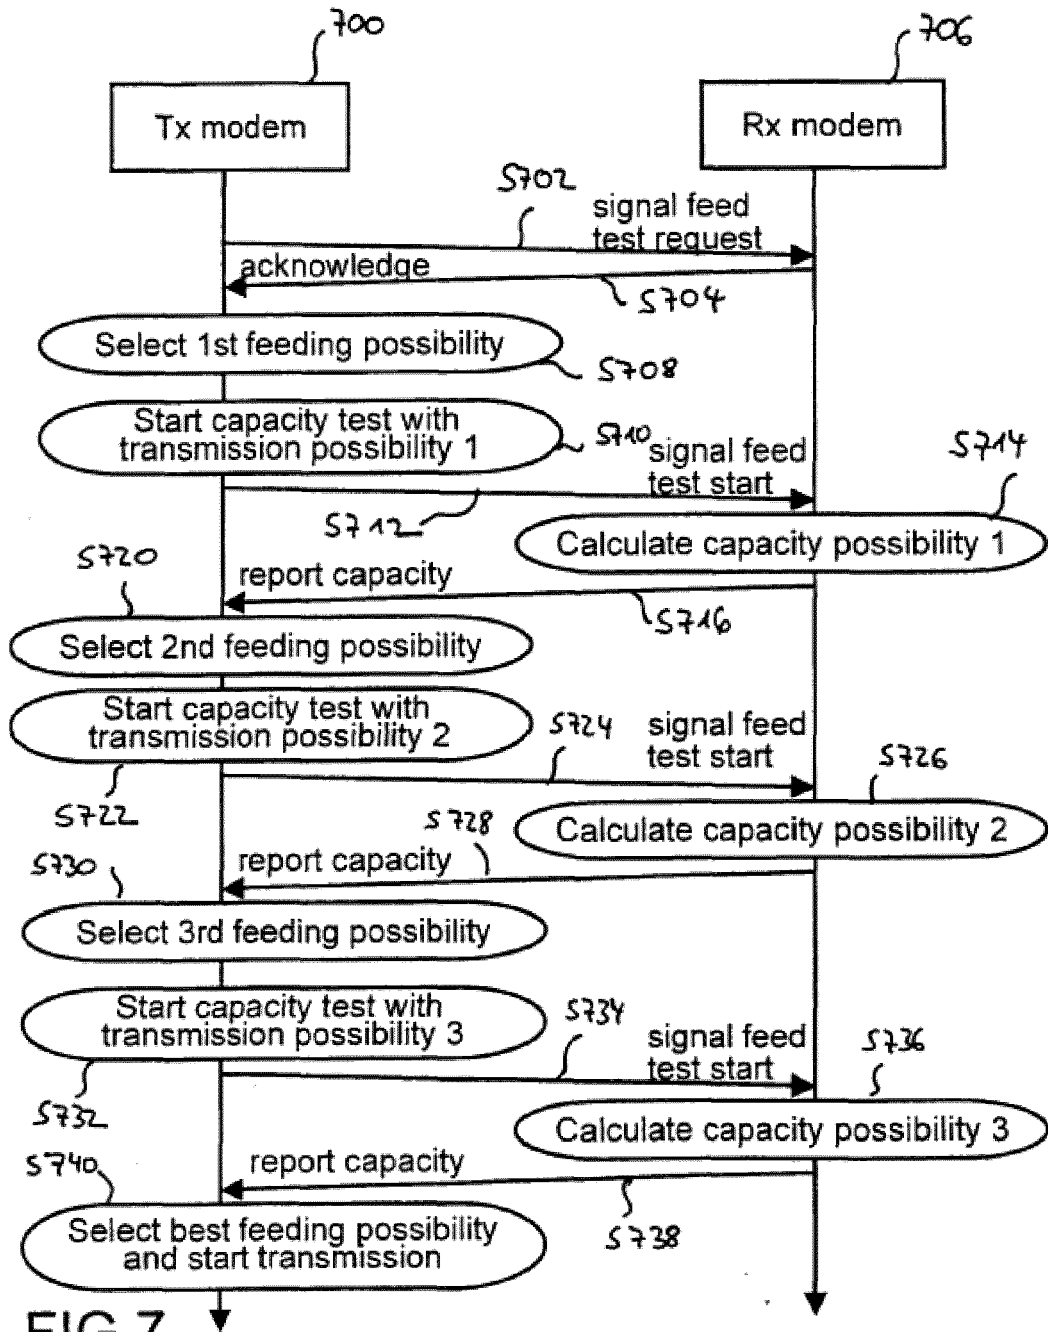 700
706
Tx modem
Rx modem
S702
signal feed
test request
acknowledge
S704
Select 1st feeding possibility
S708
Start capacity test with
transmission possibility 1
S710
signal feed
test start
S714
S712
Calculate capacity possibility 1
S720
report capacity
S716
Select 2nd feeding possibility
Start capacity test with
transmission possibility 2
S724
signal feed
test start
S726
S722
S728
Calculate capacity possibility 2
S730
report capacity
Select 3rd feeding possibility
Start capacity test with
transmission possibility 3
S734
signal feed
test start
S736
S732
Calculate capacity possibility 3
S740
report capacity
S738
Select best feeding possibility
and start transmission
FIG 7